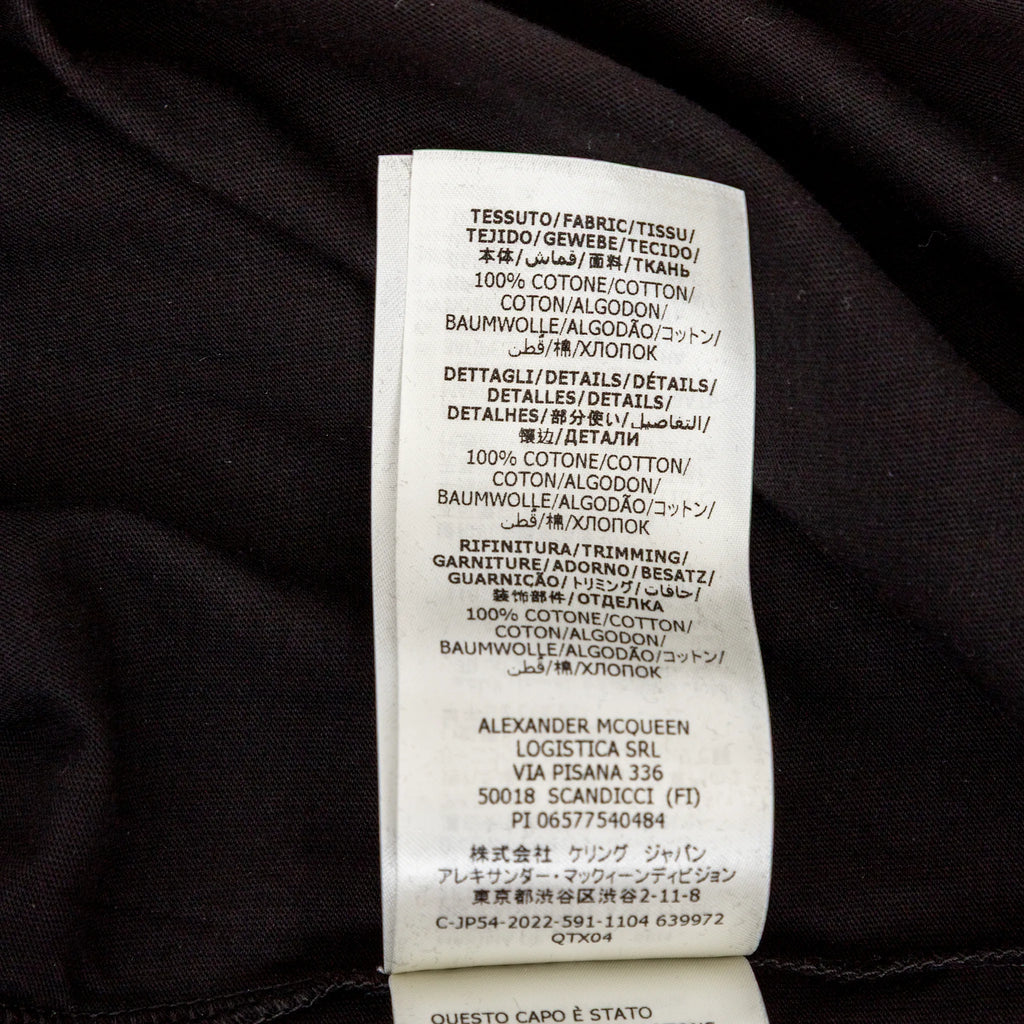 TESSUTO/FABRIC/TISSU/
TEJIDO/GEWEBE/TECIDO/
本体/قماش/面料/ТКАНЬ
100% COTONE/COTTON/
COTON/ALGODON/
BAUMWOLLE/ALGODÃO/コットン/
قُطن/棉/ХЛОПОК
DETTAGLI/DETAILS/DÉTAILS/
DETALLES/DETAILS/
DETALHES/部分使い/التفاصيل/
镶边/ДЕТАЛИ
100% COTONE/COTTON/
COTON/ALGODON/
BAUMWOLLE/ALGODÃO/コットン/
قُطن/棉/ХЛОПОК
RIFINITURA/TRIMMING/
GARNITURE/ADORNO/BESATZ/
GUARNIÇÃO/トリミング/حافات/
装饰部件/ОТДЕЛКА
100% COTONE/COTTON/
COTON/ALGODON/
BAUMWOLLE/ALGODÃO/コットン/
قُطن/棉/ХЛОПОК
ALEXANDER MCQUEEN
LOGISTICA SRL
VIA PISANA 336
50018 SCANDICCI (FI)
PI 06577540484
株式会社 ケリング ジャパン
アレキサンダー・マックィーンディビジョン
東京都渋谷区渋谷2-11-8
C-JP54-2022-591-1104 639972
QTX04
QUESTO CAPO È STATO